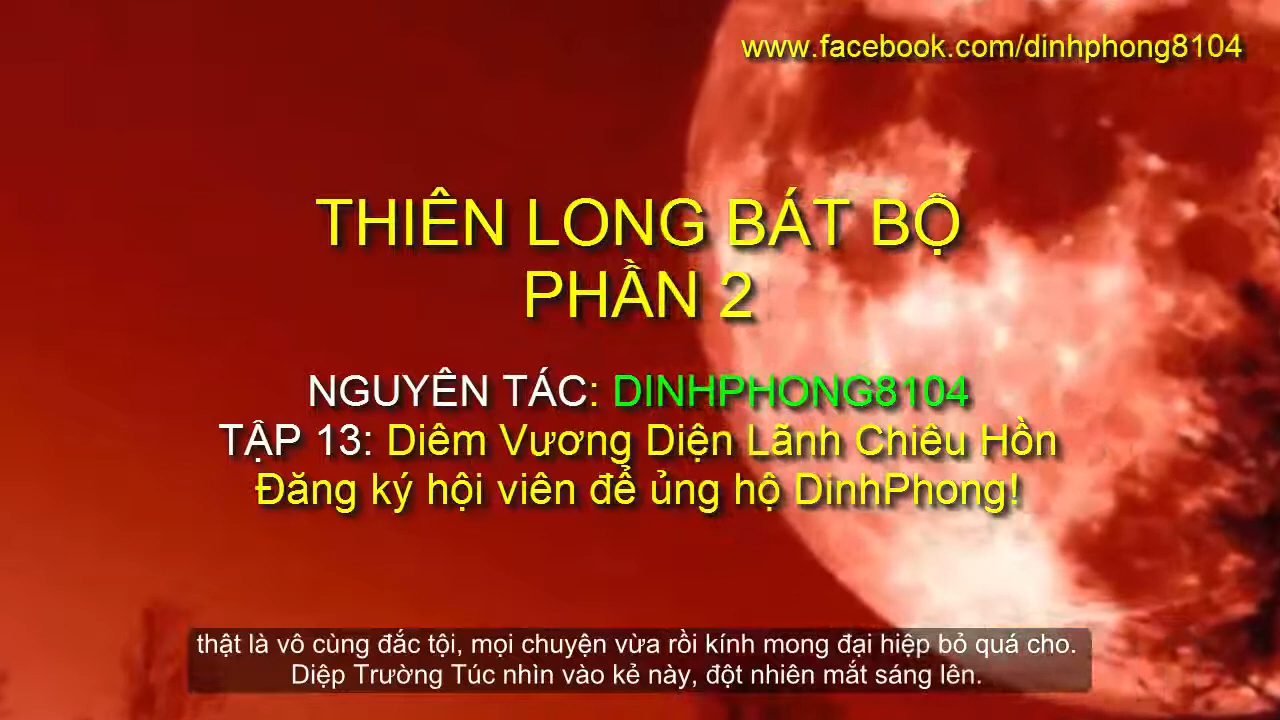 www.facebook.com/dinhphong8104
THIÊN LONG BÁT BỘ
PHẦN 2
NGUYÊN TÁC: DINHPHONG8104
TẬP 13: Diêm Vương Diện Lãnh Chiêu Hồn
Đăng ký hội viên để ủng hộ DinhPhong!
thật là vô cùng đắc tội, mọi chuyện vừa rồi kính mong đại hiệp bỏ quá cho.
Diệp Trường Túc nhìn vào kẻ này, đột nhiên mắt sáng lên.